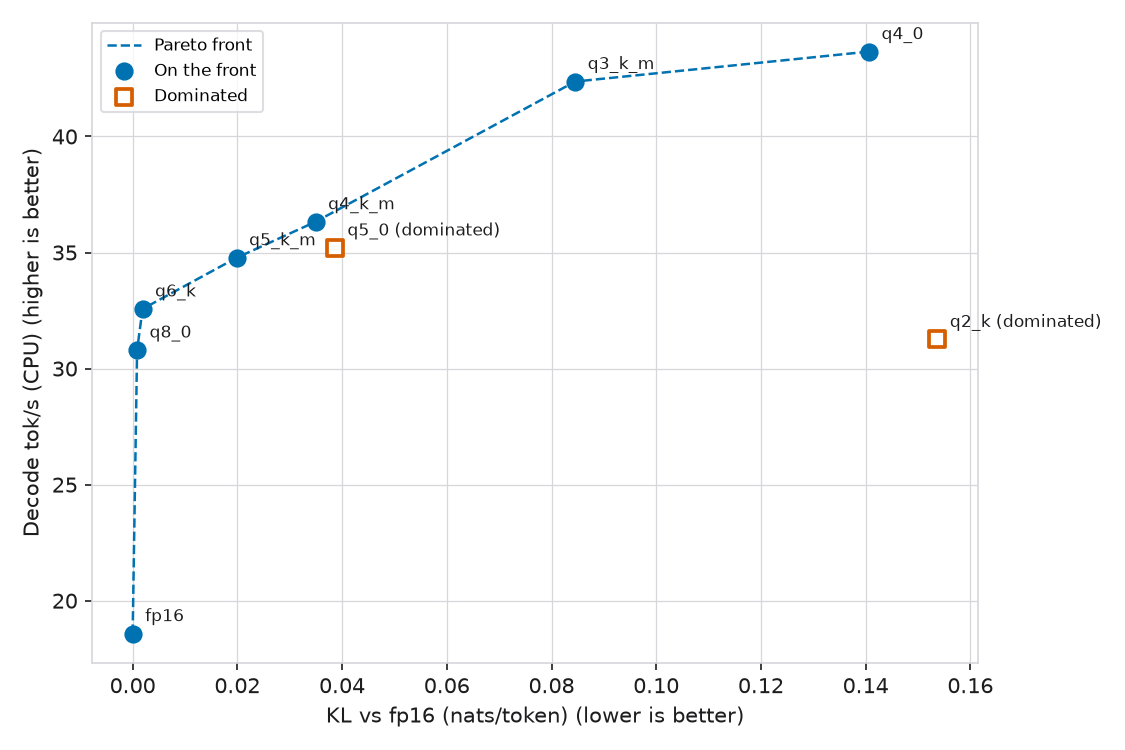 Pareto front
On the front
Dominated
q4_0
q3_k_m
q4_k_m
q5_0 (dominated)
q5_k_m
q6_k
q8_0
q2_k (dominated)
fp16
Decode tok/s (CPU) (higher is better)
40
35
30
25
20
0.00 0.02 0.04 0.06 0.08 0.10 0.12 0.14 0.16
KL vs fp16 (nats/token) (lower is better)